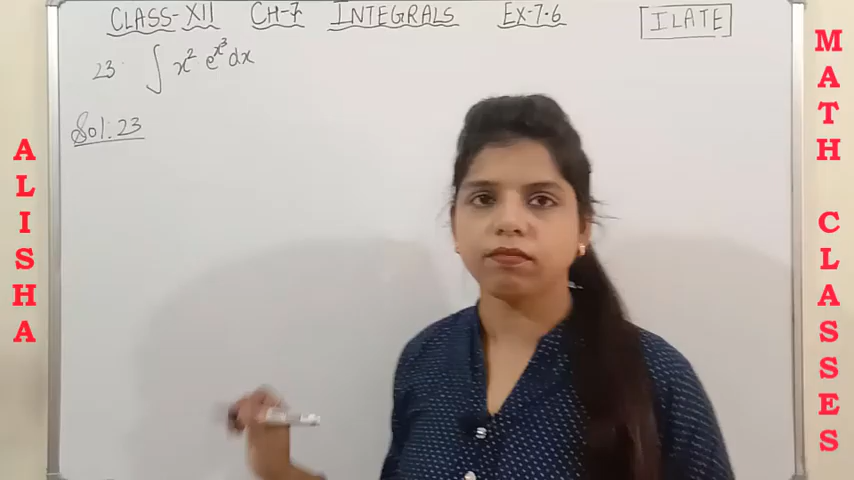 CLASS-XII CH-7 INTEGRALS EX-7.6 ILATE
23. ∫ x² e^x³ dx
Sol:23
ALISHA
MATH CLASSES